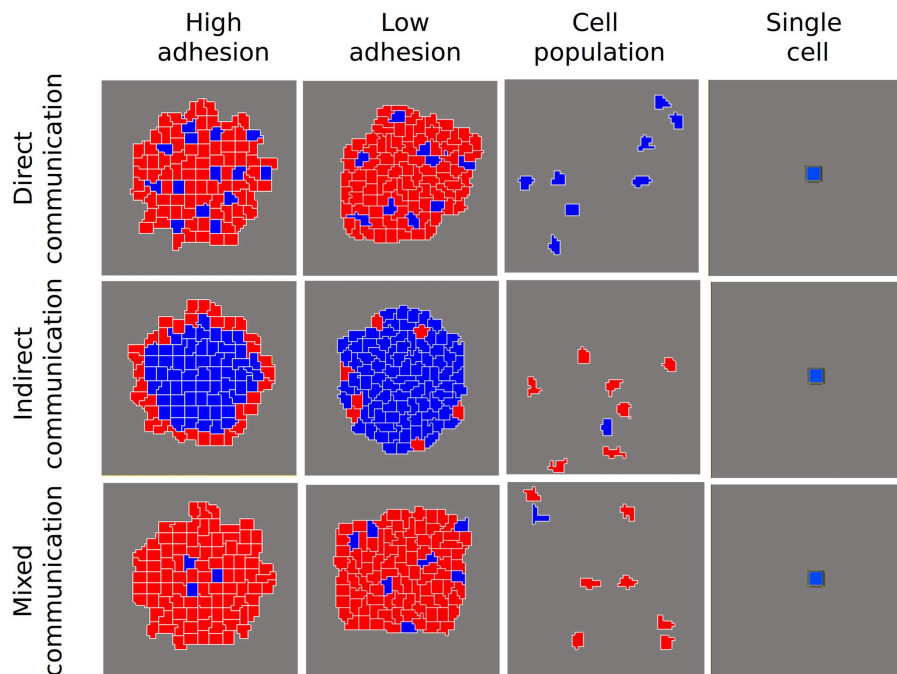 High
adhesion
Low
adhesion
Cell
population
Single
cell
Direct
communication
Indirect
communication
Mixed
communication